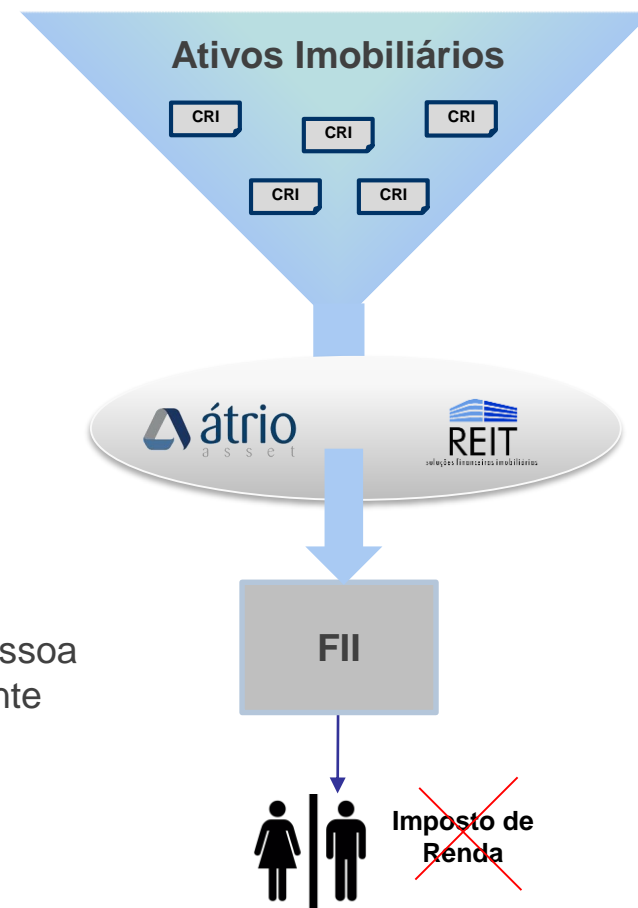 Ativos Imobiliários
CRI
CRI
CRI
CRI
CRI
átrio
asset
REIT
soluções financeiras imobiliárias
ssoa
nte
FII
Imposto de
Renda